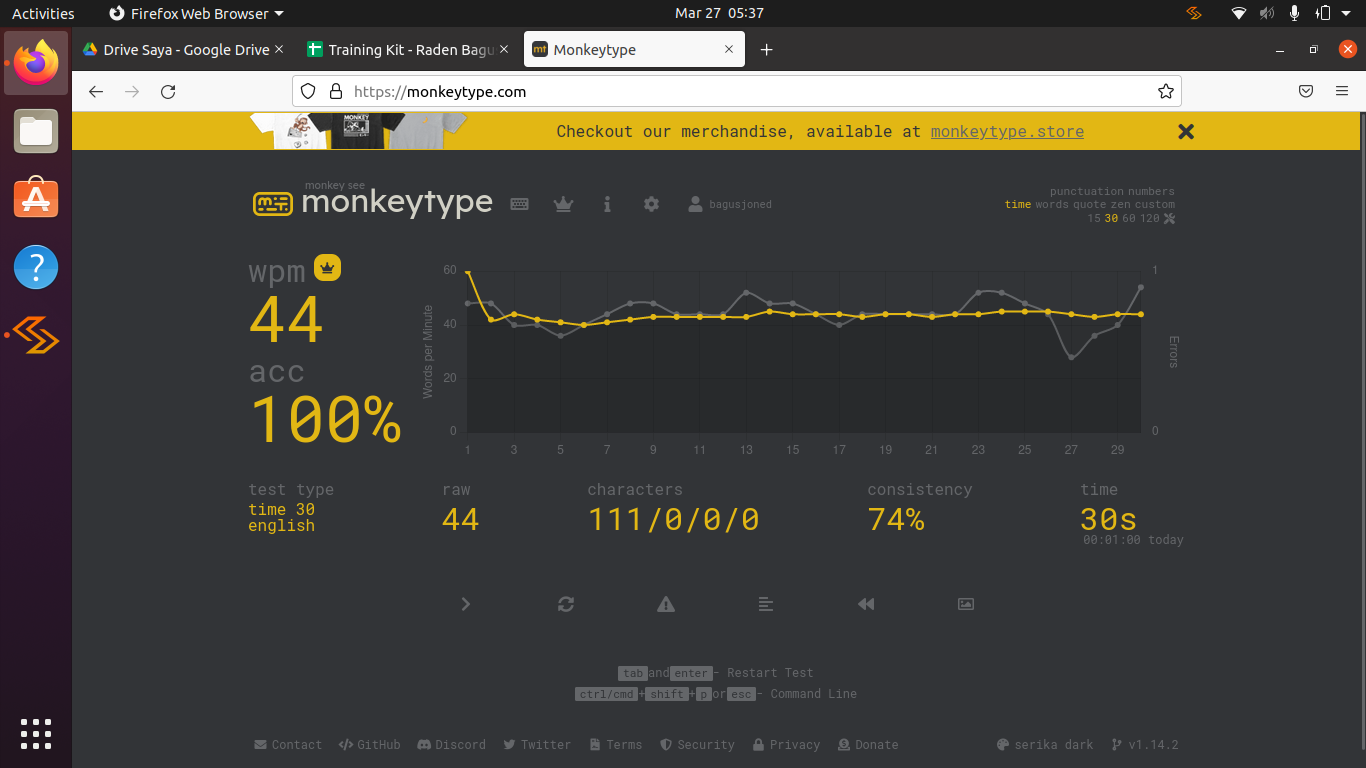 Activities Firefox Web Browser Mar 27 05:37
Drive Saya - Google Drive Training Kit - Raden Bagu Monkeytype
https://monkeytype.com
MONKEY
Checkout our merchandise, available at monkeytype.store
monkey see
monkeytype
bagusjoned
punctuation numbers
time words quote zen custom
15 30 60 120
wpm
44
acc
100%
Words per Minute
60
40
20
0
1 3 5 7 9 11 13 15 17 19 21 23 25 27 29
1
0
Errors
test type
time 30
english
raw
44
characters
111/0/0/0
consistency
74%
time
30s
00:01:00 today
tab and enter - Restart Test
ctrl/cmd + shift + p or esc - Command Line
Contact GitHub Discord Twitter Terms Security Privacy Donate serika dark v1.14.2